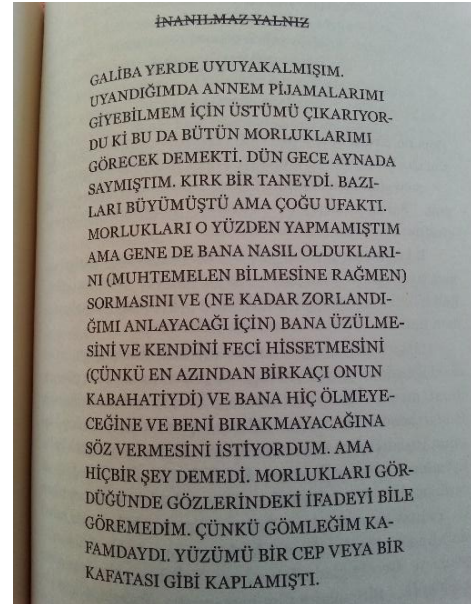 İNANILMAZ YALNIZ
GALİBA YERDE UYUYAKALMIŞIM.
UYANDIĞIMDA ANNEM PİJAMALARIMI
GİYEBİLMEM İÇİN ÜSTÜMÜ ÇIKARIYOR-
DU Kİ BU DA BÜTÜN MORLUKLARIMI
GÖRECEK DEMEKTİ. DÜN GECE AYNADA
SAYMIŞTIM. KIRK BİR TANEYDİ. BAZI-
LARI BÜYÜMÜŞTÜ AMA ÇOĞU UFAKTI.
MORLUKLARI O YÜZDEN YAPMAMIŞTIM
AMA GENE DE BANA NASIL OLDUKLARI-
NI (MUHTEMELEN BİLMESİNE RAĞMEN)
SORMASINI VE (NE KADAR ZORLANDI-
ĞIMI ANLAYACAĞI İÇİN) BANA ÜZÜLME-
SİNİ VE KENDİNİ FECİ HİSSETMESİNİ
(ÇÜNKÜ EN AZINDAN BİRKAÇI ONUN
KABAHATİYDİ) VE BANA HİÇ ÖLMEYE-
CEĞİNE VE BENİ BIRAKMAYACAĞINA
SÖZ VERMESİNİ İSTİYORDUM. AMA
HİÇBİR ŞEY DEMEDİ. MORLUKLARI GÖR-
DÜĞÜNDE GÖZLERİNDEKİ İFADEYİ BİLE
GÖREMEDİM. ÇÜNKÜ GÖMLEĞİM KA-
FAMDAYDI. YÜZÜMÜ BİR CEP VEYA BİR
KAFATASI GİBİ KAPLAMIŞTI.